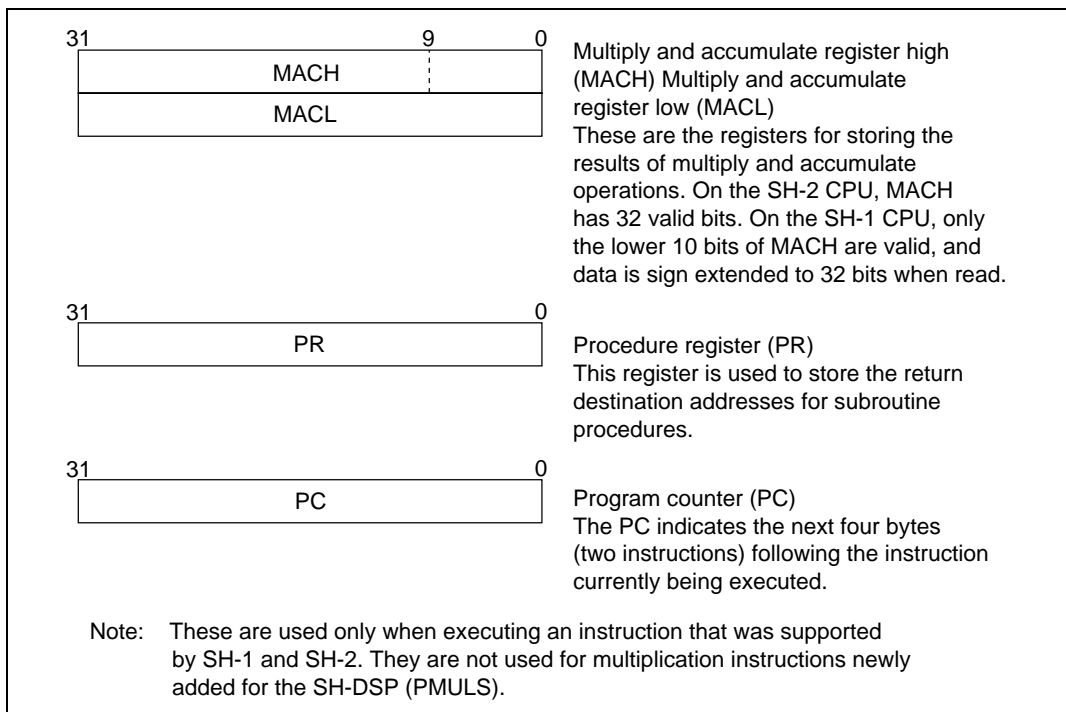 31 9 0
MACH
MACL
Multiply and accumulate register high
(MACH) Multiply and accumulate
register low (MACL)
These are the registers for storing the
results of multiply and accumulate
operations. On the SH-2 CPU, MACH
has 32 valid bits. On the SH-1 CPU, only
the lower 10 bits of MACH are valid, and
data is sign extended to 32 bits when read.
31 0
PR
Procedure register (PR)
This register is used to store the return
destination addresses for subroutine
procedures.
31 0
PC
Program counter (PC)
The PC indicates the next four bytes
(two instructions) following the instruction
currently being executed.
Note: These are used only when executing an instruction that was supported
by SH-1 and SH-2. They are not used for multiplication instructions newly
added for the SH-DSP (PMULS).